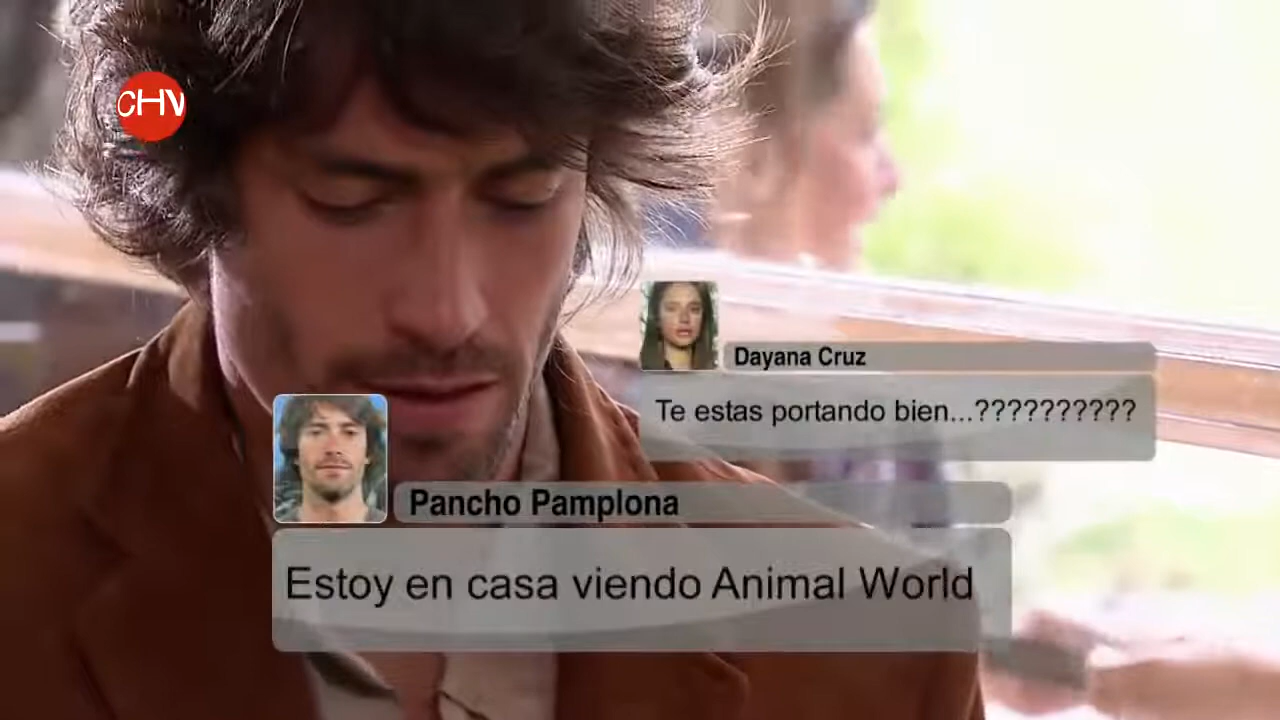 CHV
Dayana Cruz
Te estas portando bien...??????????
Pancho Pamplona
Estoy en casa viendo Animal World